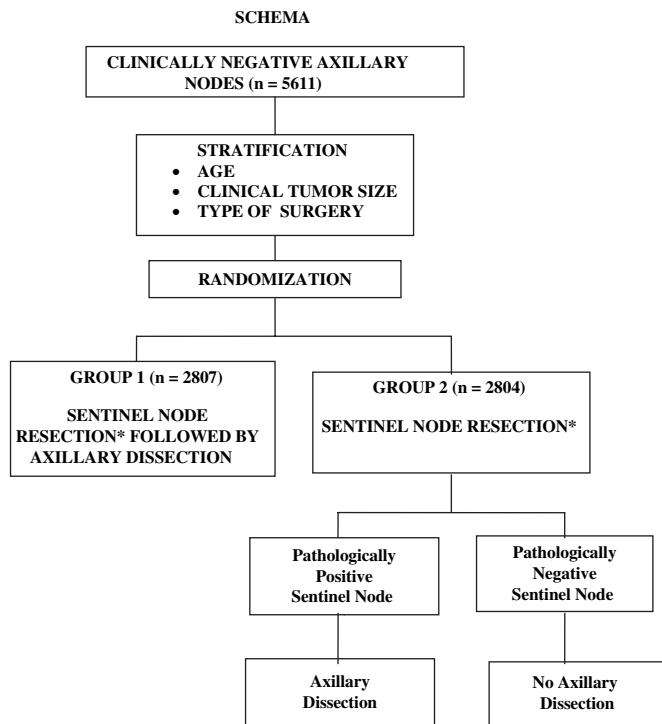 SCHEMA
CLINICALLY NEGATIVE AXILLARY
NODES (n = 5611)
STRATIFICATION
• AGE
• CLINICAL TUMOR SIZE
• TYPE OF SURGERY
RANDOMIZATION
GROUP 1 (n = 2807)
SENTINEL NODE
RESECTION* FOLLOWED BY
AXILLARY DISSECTION
GROUP 2 (n = 2804)
SENTINEL NODE RESECTION*
Pathologically
Positive
Sentinel Node
Pathologically
Negative
Sentinel Node
Axillary
Dissection
No Axillary
Dissection